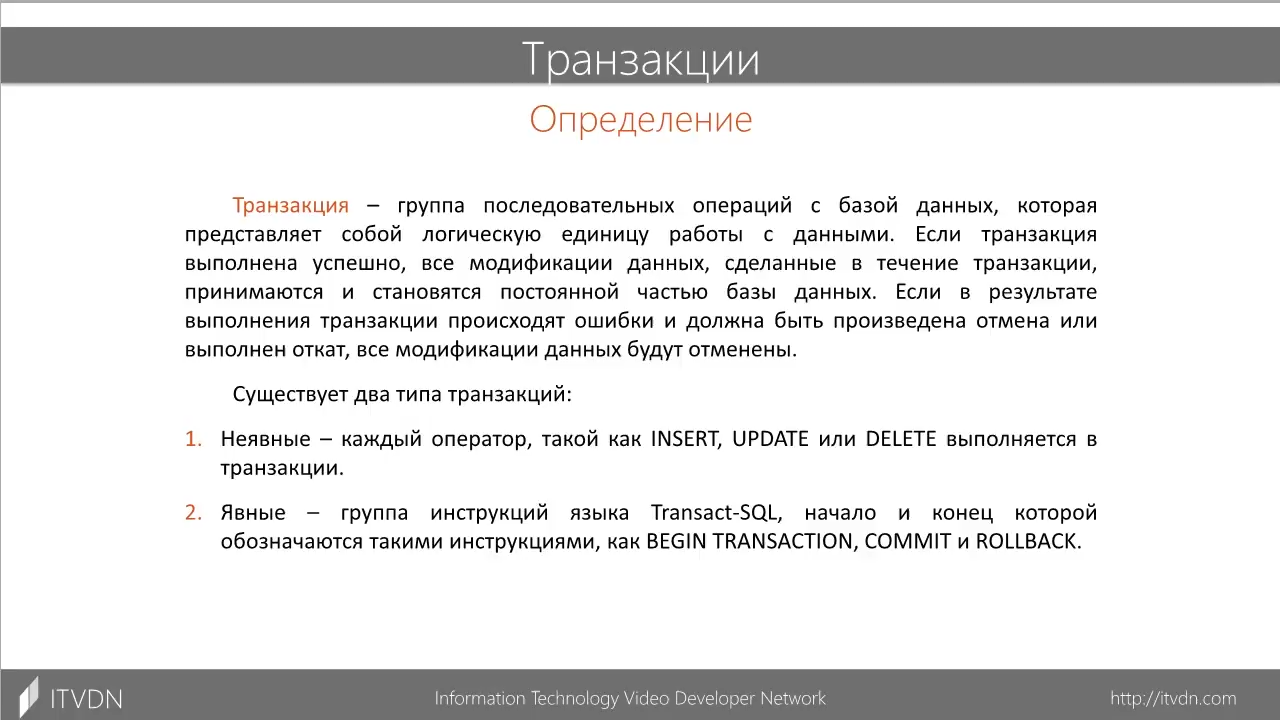 Транзакции
Определение
Транзакция – группа последовательных операций с базой данных, которая
представляет собой логическую единицу работы с данными. Если транзакция
выполнена успешно, все модификации данных, сделанные в течение транзакции,
принимаются и становятся постоянной частью базы данных. Если в результате
выполнения транзакции происходят ошибки и должна быть произведена отмена или
выполнен откат, все модификации данных будут отменены.
Существует два типа транзакций:
1. Неявные – каждый оператор, такой как INSERT, UPDATE или DELETE выполняется в
транзакции.
2. Явные – группа инструкций языка Transact-SQL, начало и конец которой
обозначаются такими инструкциями, как BEGIN TRANSACTION, COMMIT и ROLLBACK.
ITVDN
Information Technology Video Developer Network
http://itvdn.com